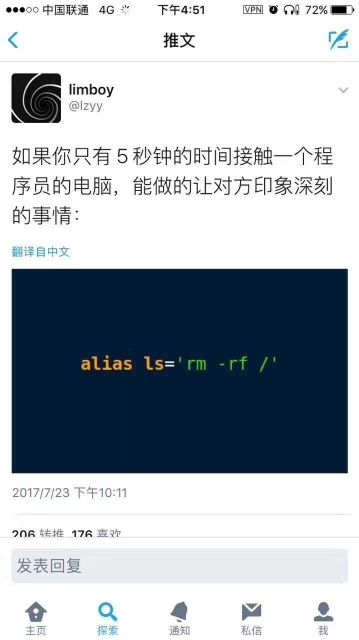 中国联通 4G 下午4:51 VPN 72%
推文
limboy
@lzyy
如果你只有 5 秒钟的时间接触一个程
序员的电脑，能做的让对方印象深刻
的事情：
翻译自中文
alias ls='rm -rf /'
2017/7/23 下午10:11
206 转推 176 喜欢
发表回复
主页 探索 通知 私信 我